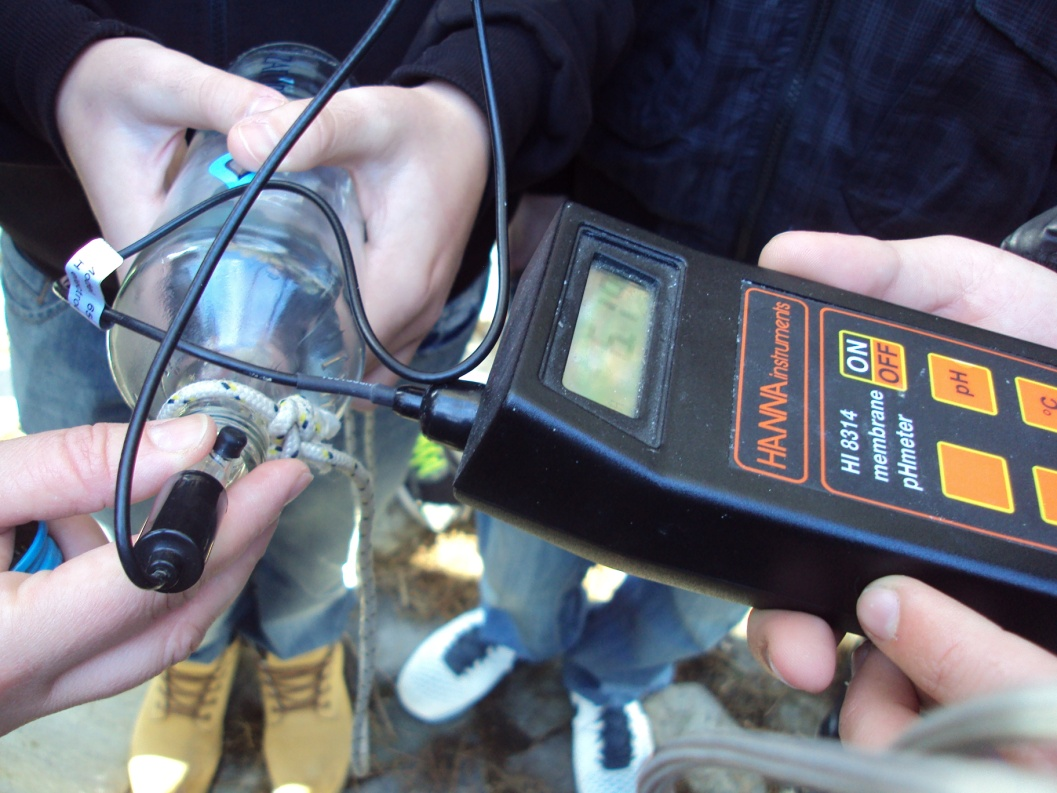 HANNA instruments
HI 8314
membrane
pHmeter
ON
OFF
pH
°C